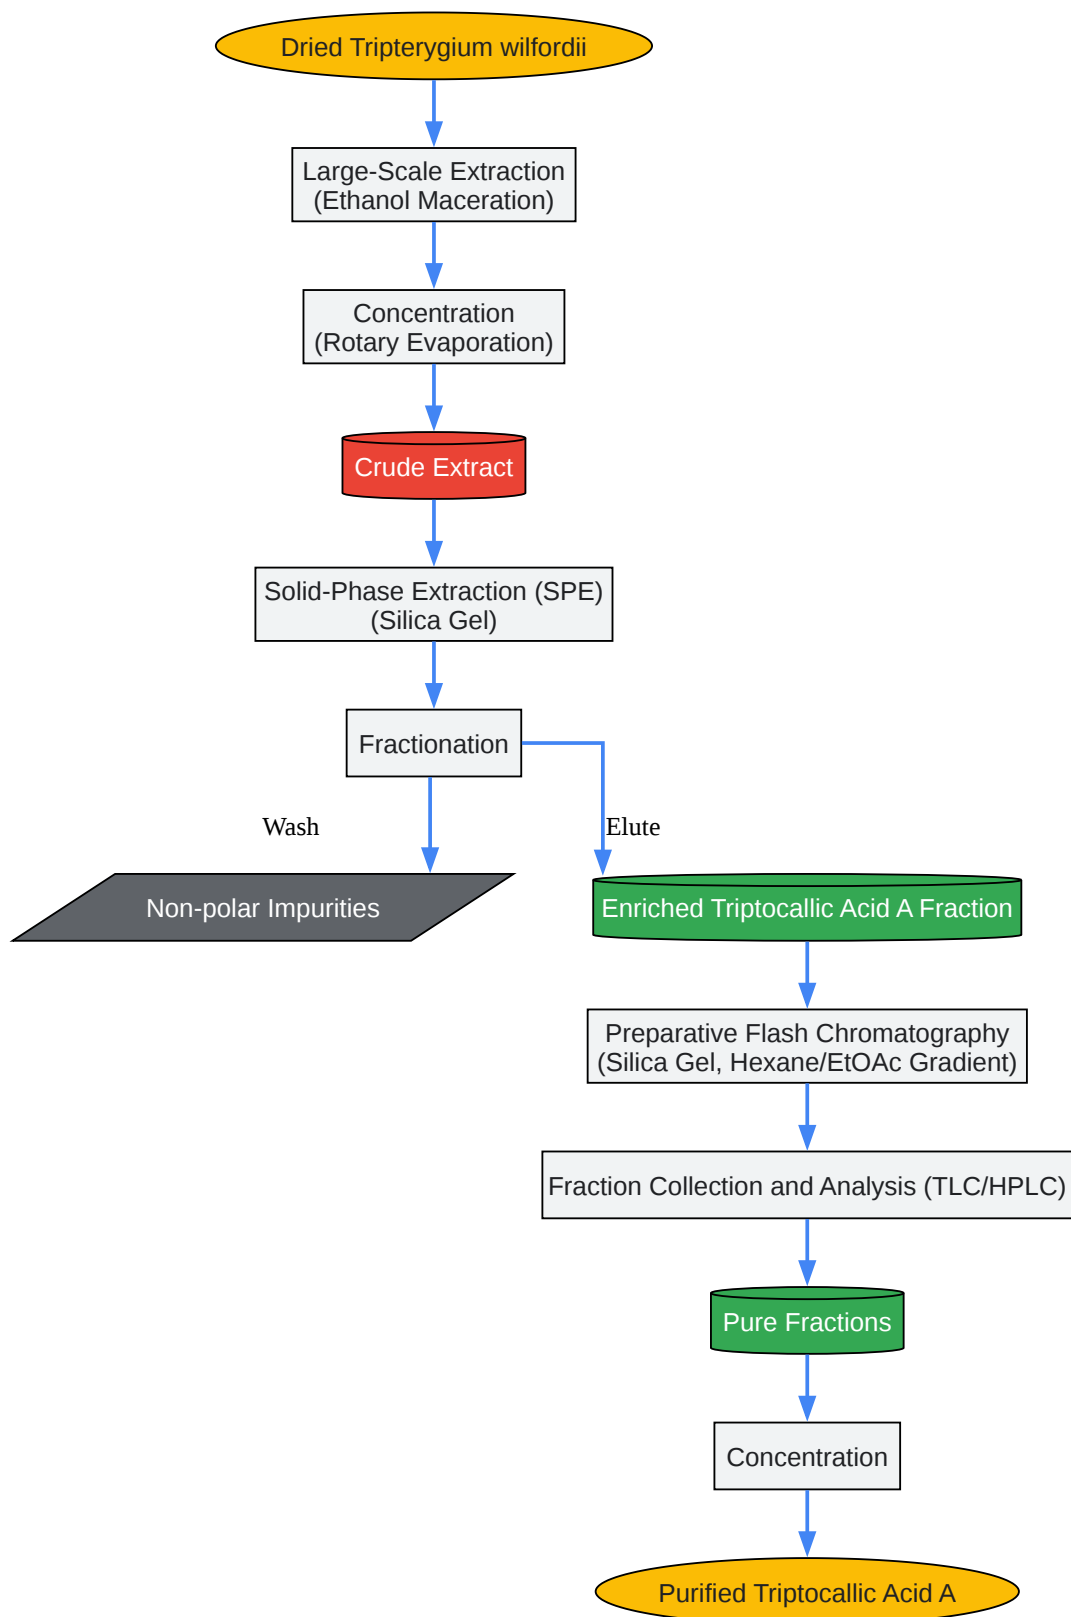 Dried Tripterygium wilfordii
Large-Scale Extraction
(Ethanol Maceration)
Concentration
(Rotary Evaporation)
Crude Extract
Solid-Phase Extraction (SPE)
(Silica Gel)
Fractionation
Wash
Elute
Non-polar Impurities
Enriched Triptocallic Acid A Fraction
Preparative Flash Chromatography
(Silica Gel, Hexane/EtOAc Gradient)
Fraction Collection and Analysis (TLC/HPLC)
Pure Fractions
Concentration
Purified Triptocallic Acid A